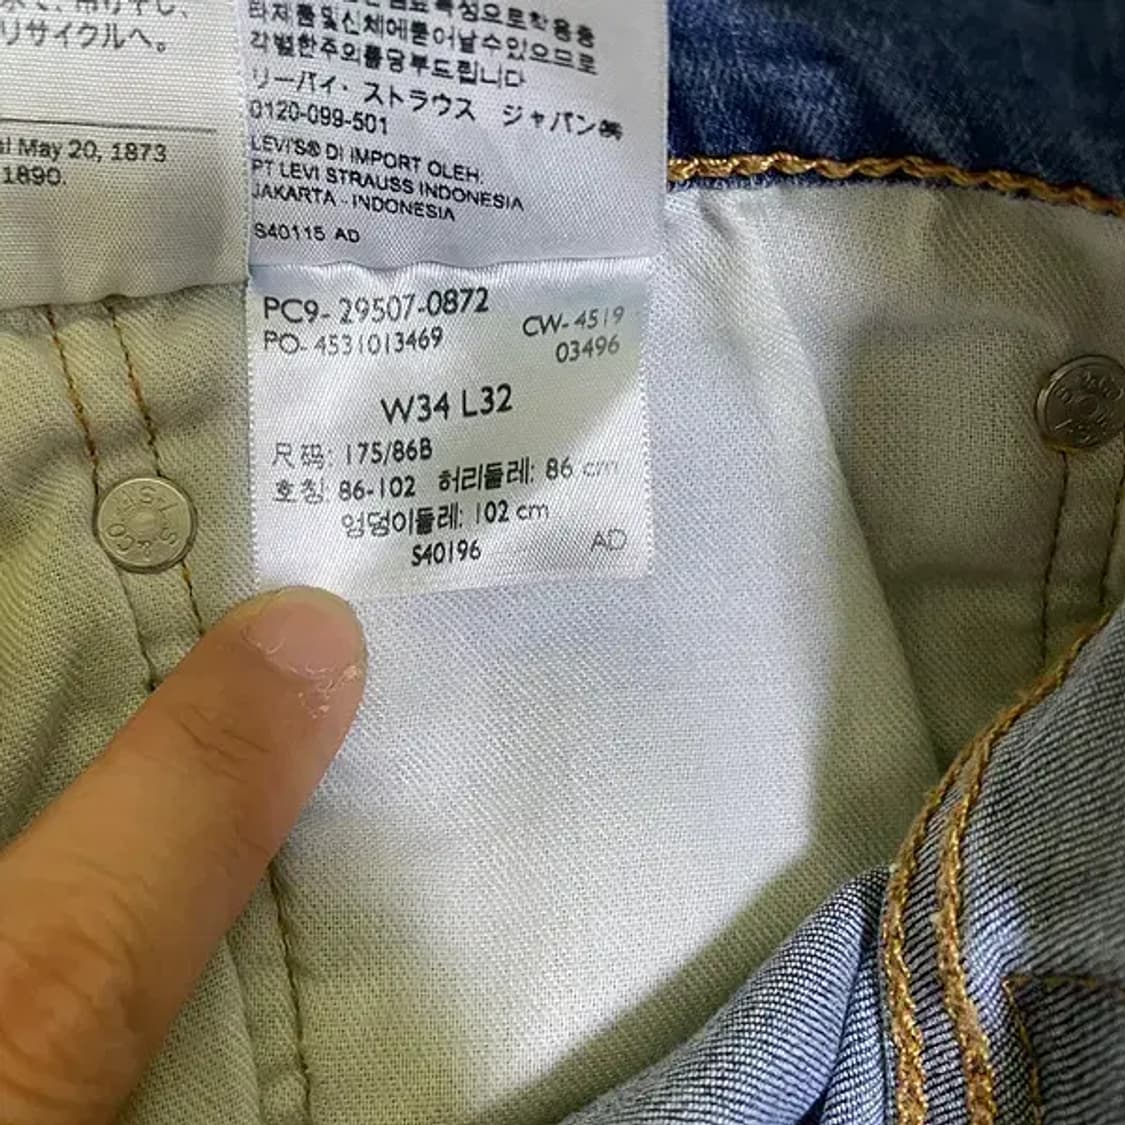 リサイクルへ。
May 20, 1873
1890.
타제품및신체에묻어날수있으므로
각별한주의를당부드립니다
リーバイ・ストラウス ジャパン㈱
0120-099-501
LEVI'S® DI IMPORT OLEH.
PT LEVI STRAUSS INDONESIA
JAKARTA - INDONESIA
S40115 AD
PC9-29507-0872
PO-4531013469
CW-4519
03496
W34 L32
尺码: 175/86B
호칭: 86-102 허리둘레: 86 cm
엉덩이둘레: 102 cm
S40196 AD